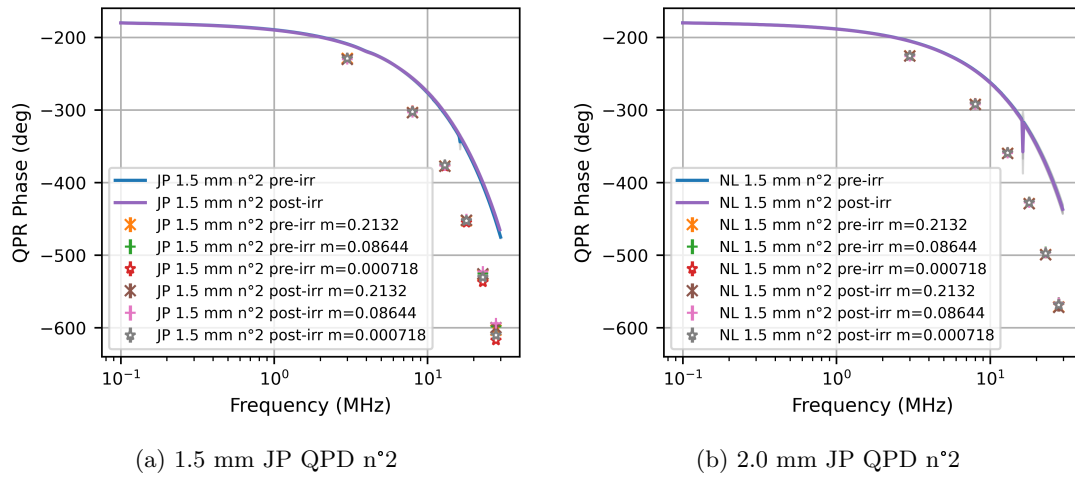 −200
−300
−400
−500
−600
QPR Phase (deg)
JP 1.5 mm n°2 pre-irr
JP 1.5 mm n°2 post-irr
JP 1.5 mm n°2 pre-irr m=0.2132
JP 1.5 mm n°2 pre-irr m=0.08644
JP 1.5 mm n°2 pre-irr m=0.000718
JP 1.5 mm n°2 post-irr m=0.2132
JP 1.5 mm n°2 post-irr m=0.08644
JP 1.5 mm n°2 post-irr m=0.000718
10⁻¹ 10⁰ 10¹
Frequency (MHz)
(a) 1.5 mm JP QPD n°2
−200
−300
−400
−500
−600
QPR Phase (deg)
NL 1.5 mm n°2 pre-irr
NL 1.5 mm n°2 post-irr
NL 1.5 mm n°2 pre-irr m=0.2132
NL 1.5 mm n°2 pre-irr m=0.08644
NL 1.5 mm n°2 pre-irr m=0.000718
NL 1.5 mm n°2 post-irr m=0.2132
NL 1.5 mm n°2 post-irr m=0.08644
NL 1.5 mm n°2 post-irr m=0.000718
10⁻¹ 10⁰ 10¹
Frequency (MHz)
(b) 2.0 mm JP QPD n°2